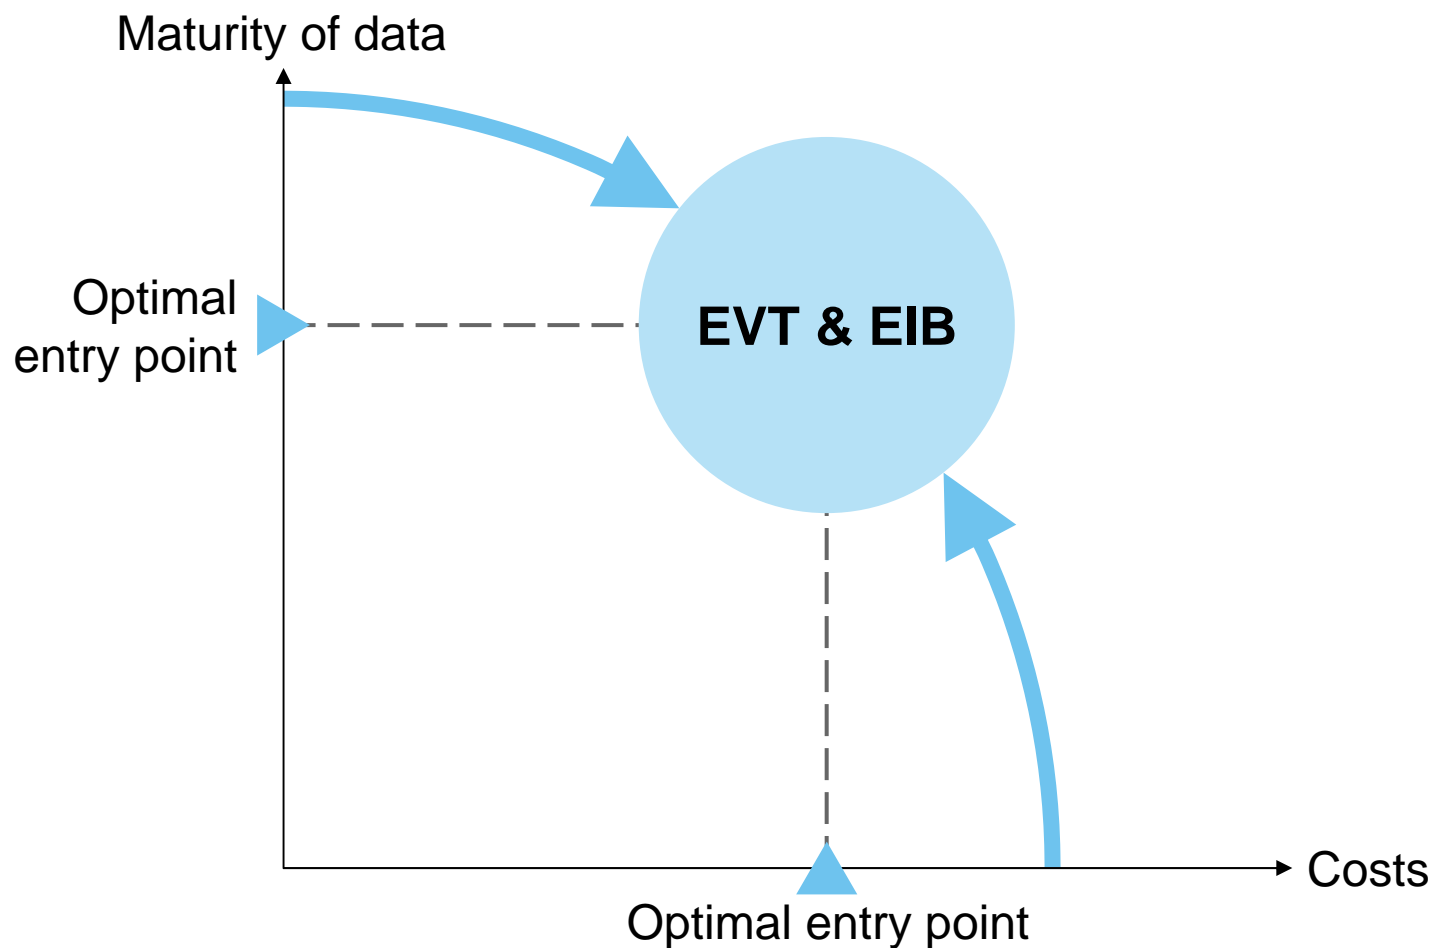 Maturity of data
Optimal
entry point
EVT & EIB
Costs
Optimal entry point